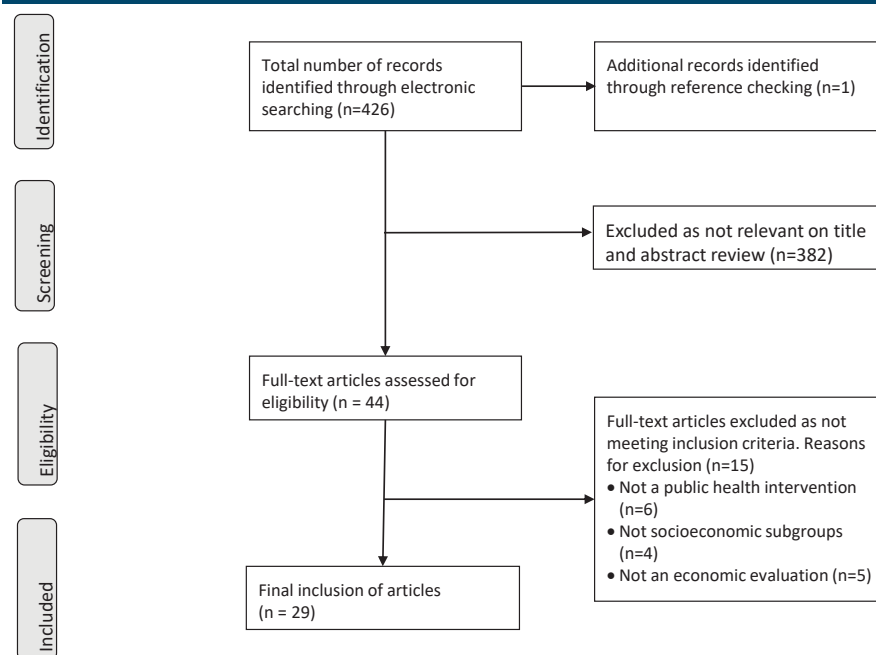 Identification
Total number of records
identified through electronic
searching (n=426)
Additional records identified
through reference checking (n=1)
Screening
Excluded as not relevant on title
and abstract review (n=382)
Eligibility
Full-text articles assessed for
eligibility (n = 44)
Full-text articles excluded as not
meeting inclusion criteria. Reasons
for exclusion (n=15)
• Not a public health intervention
(n=6)
• Not socioeconomic subgroups
(n=4)
• Not an economic evaluation (n=5)
Included
Final inclusion of articles
(n = 29)